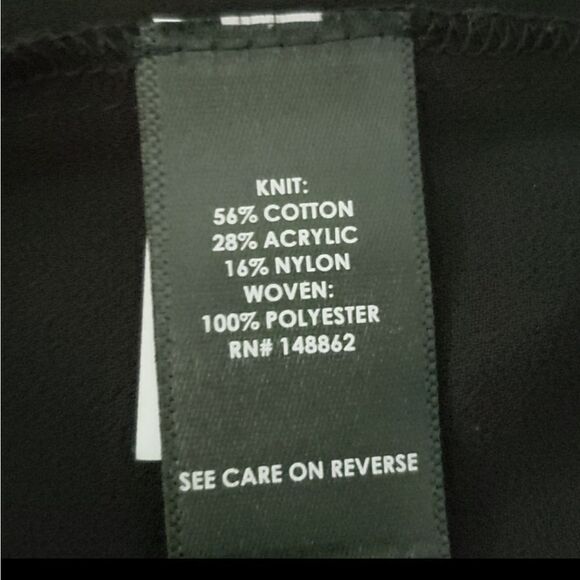 KNIT:
56% COTTON
28% ACRYLIC
16% NYLON
WOVEN:
100% POLYESTER
RN# 148862
SEE CARE ON REVERSE